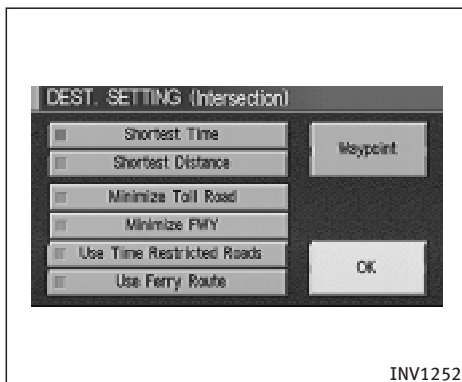 DEST. SETTING (Intersection)
Shortest Time
Shortest Distance
Minimize Toll Road
Minimize FWY
Use Time Restricted Roads
Use Ferry Route
Waypoint
OK
INV1252